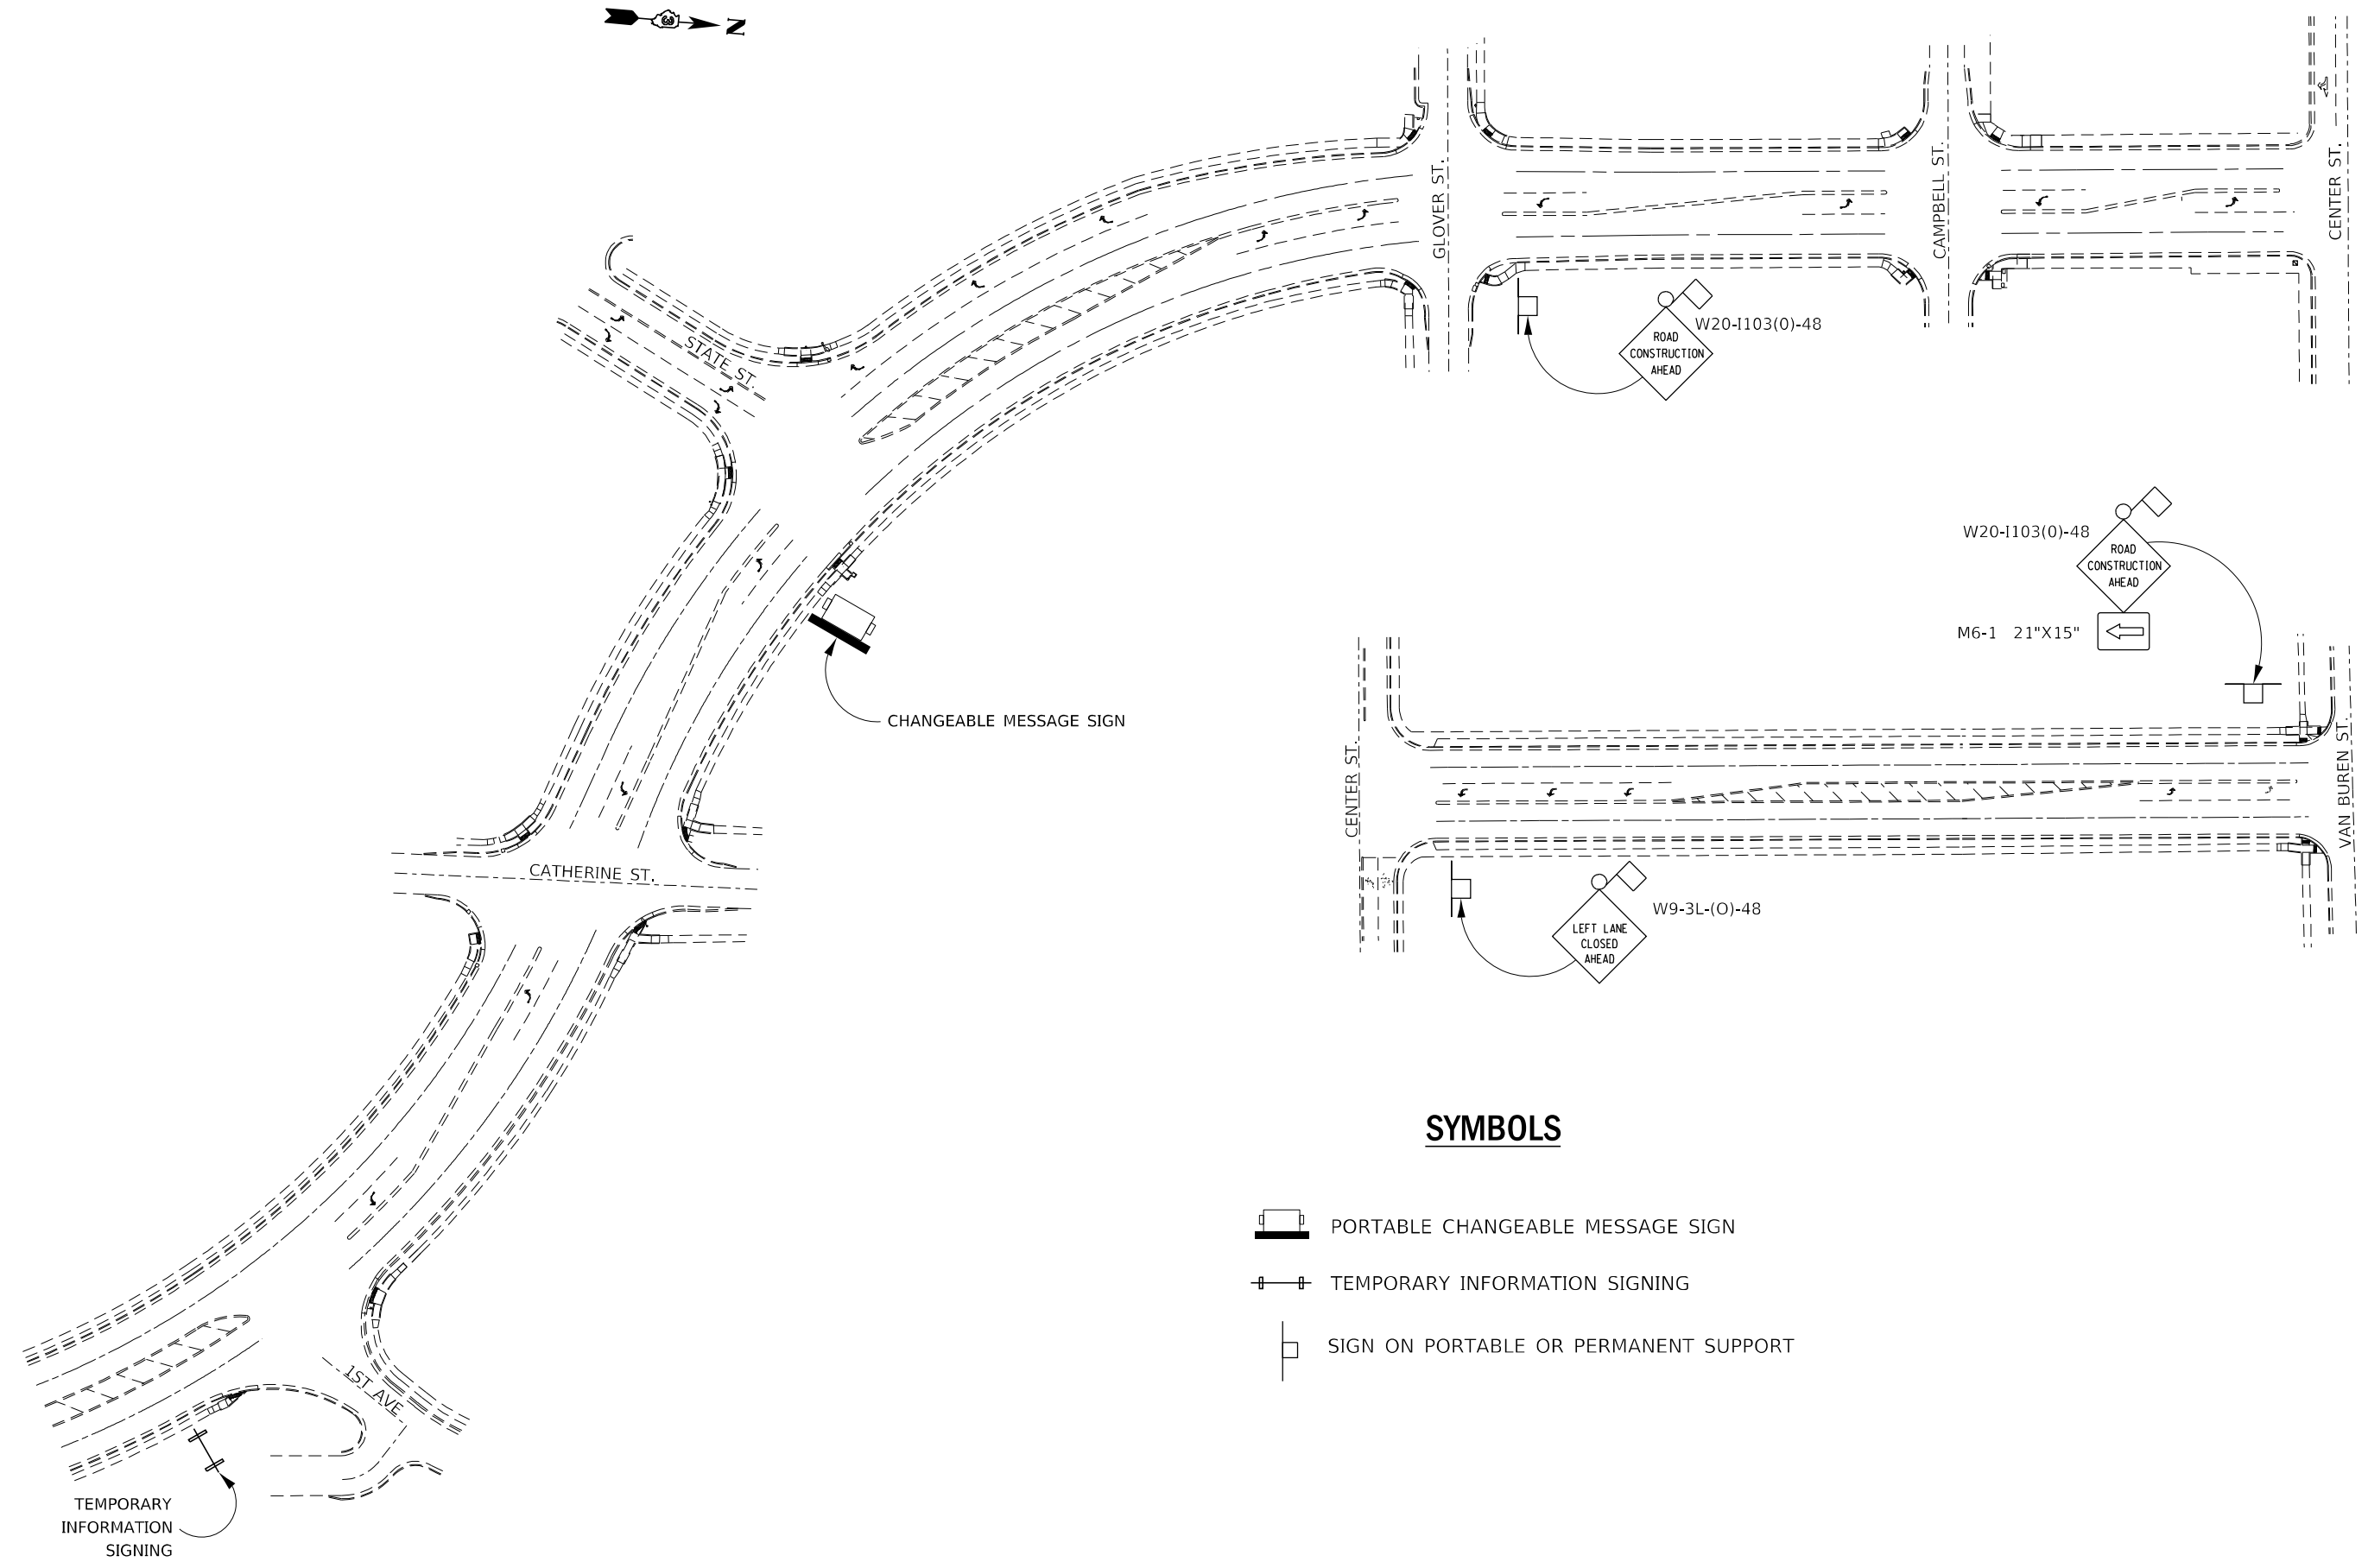 N
GLOVER ST.
CAMPBELL ST.
CENTER ST.
STATE ST.
W20-I103(0)-48
ROAD
CONSTRUCTION
AHEAD
W20-I103(0)-48
ROAD
CONSTRUCTION
AHEAD
M6-1 21"X15"
CHANGEABLE MESSAGE SIGN
CENTER ST.
VAN BUREN ST.
CATHERINE ST.
W9-3L-(O)-48
LEFT LANE
CLOSED
AHEAD
SYMBOLS
PORTABLE CHANGEABLE MESSAGE SIGN
TEMPORARY INFORMATION SIGNING
SIGN ON PORTABLE OR PERMANENT SUPPORT
1ST AVE
TEMPORARY
INFORMATION
SIGNING